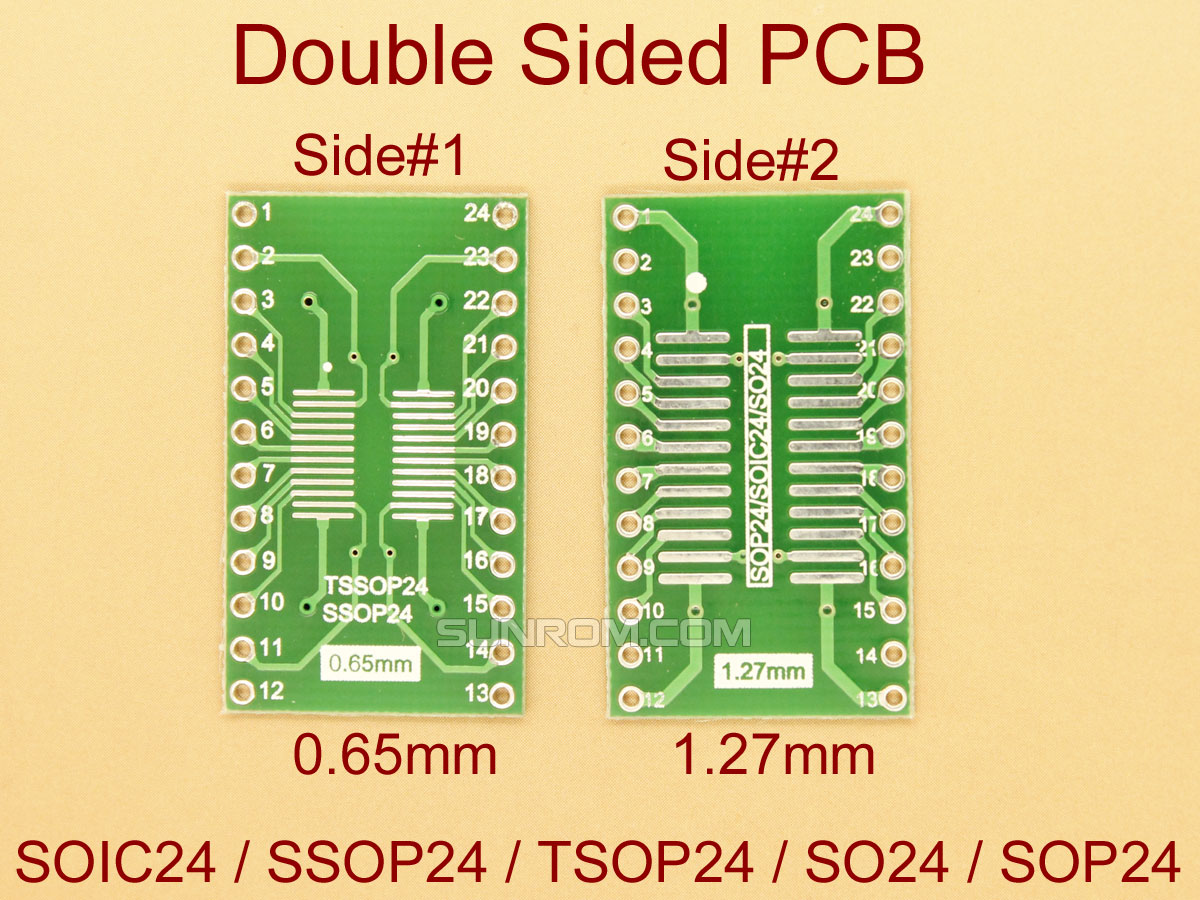 Double Sided PCB
Side#1
Side#2
1 24
2 23
3 22
4 21
5 20
6 19
7 18
8 17
9 16
10 15
11 14
12 13
TSSOP24
SSOP24
0.65mm
1 24
2 23
3 22
4 21
5 20
6 19
7 18
8 17
9 16
10 15
11 14
12 13
SOP24/SOIC24/SO24
1.27mm
SUNROM.COM
0.65mm
1.27mm
SOIC24 / SSOP24 / TSOP24 / SO24 / SOP24